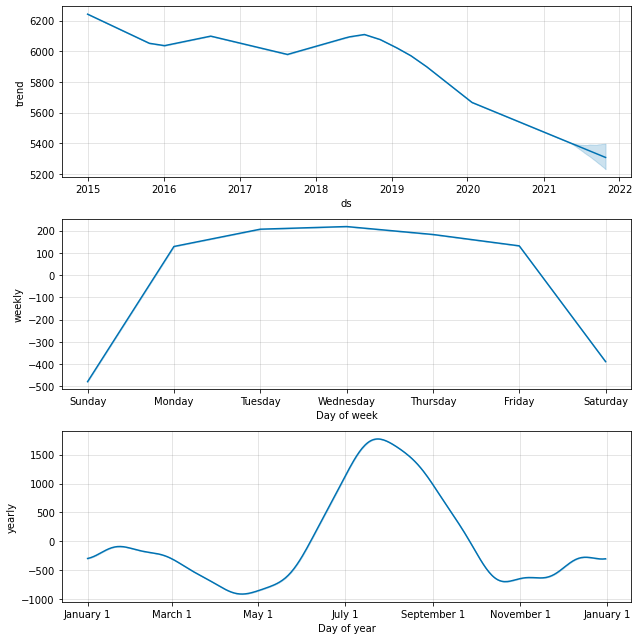 6200
6000
5800
5600
5400
5200
trend
2015 2016 2017 2018 2019 2020 2021 2022
ds
200
100
0
−100
−200
−300
−400
−500
weekly
Sunday Monday Tuesday Wednesday Thursday Friday Saturday
Day of week
1500
1000
500
0
−500
−1000
yearly
January 1 March 1 May 1 July 1 September 1 November 1 January 1
Day of year